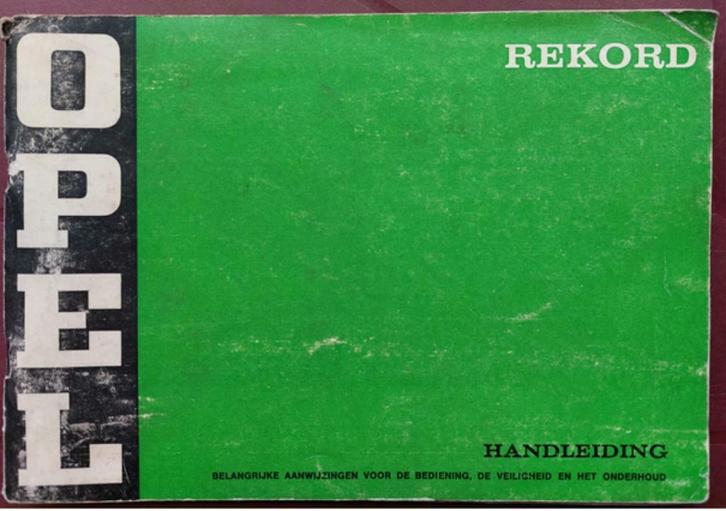 OPEL
REKORD
HANDLEIDING
BELANGRIJKE AANWIJZINGEN VOOR DE BEDIENING, DE VEILIGHEID EN HET ONDERHOUD